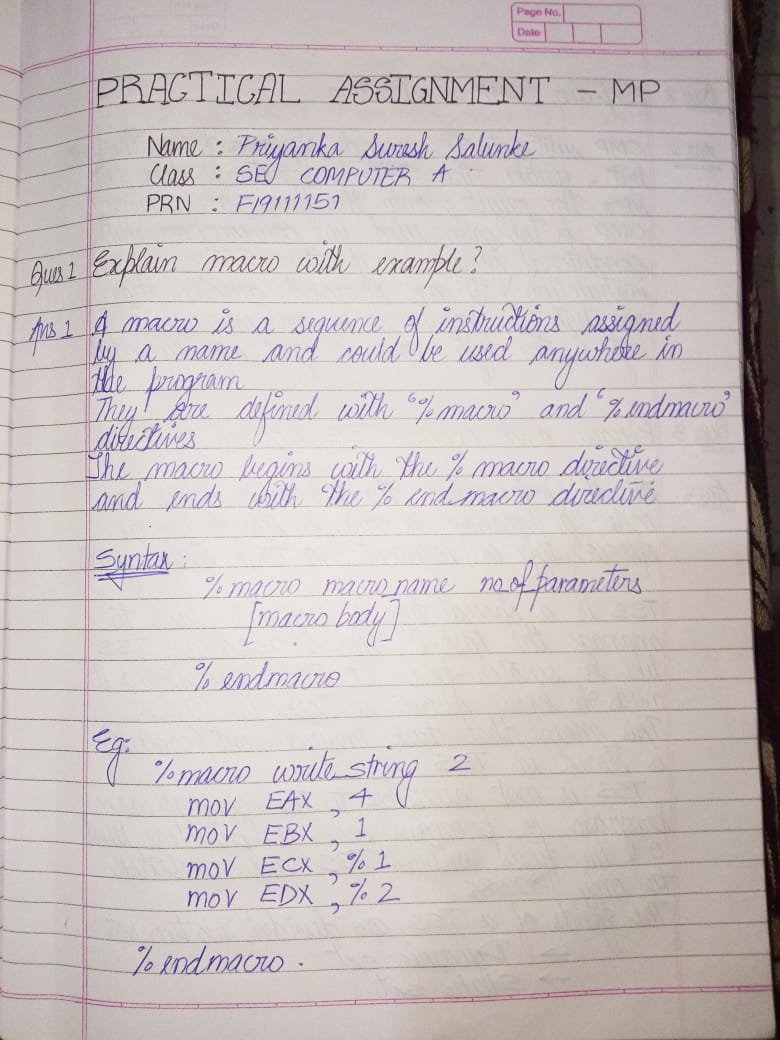 Page No.
Date
PRACTICAL ASSIGNMENT - MP
Name : Priyanka Suresh Salunke
Class : SE COMPUTER A
PRN : F19111151
Ques 1 Explain macro with example?
Ans 1 A macro is a sequence of instructions assigned
by a name and could be used anywhere in
the program
They are defined with "%macro" and "%endmacro"
directives
The macro begins with the % macro directive
and ends with the % endmacro directive
Syntax :
% macro macro_name no_of parameters
[macro body]
% endmacro
Eg:
%macro write_string 2
mov EAX , 4
mov EBX , 1
mov ECX , %1
mov EDX , %2
% endmacro .